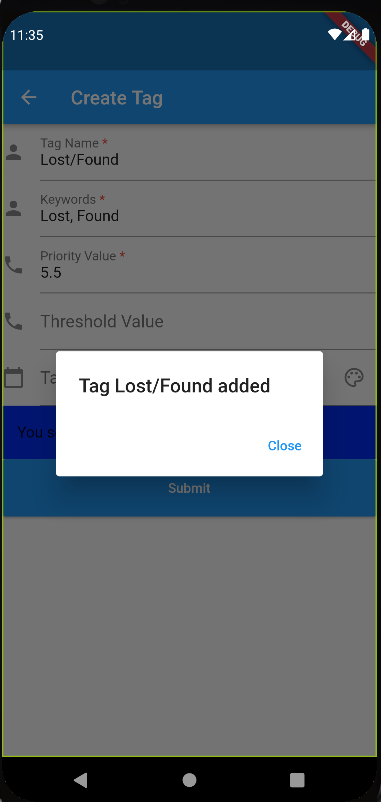 11:35
DEBUG
Create Tag
Tag Name *
Lost/Found
Keywords *
Lost, Found
Priority Value *
5.5
Threshold Value
Tag Lost/Found added
You s
Close
Submit